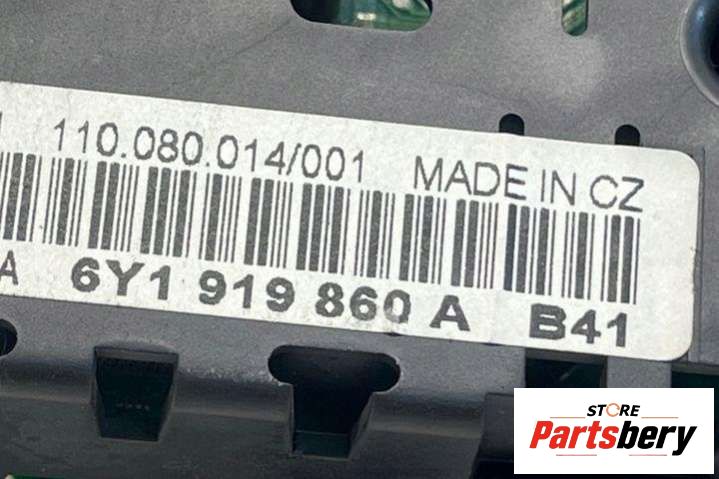 110.080.014/001 MADE IN CZ
A 6Y1 919 860 A B41
STORE
Partsbery